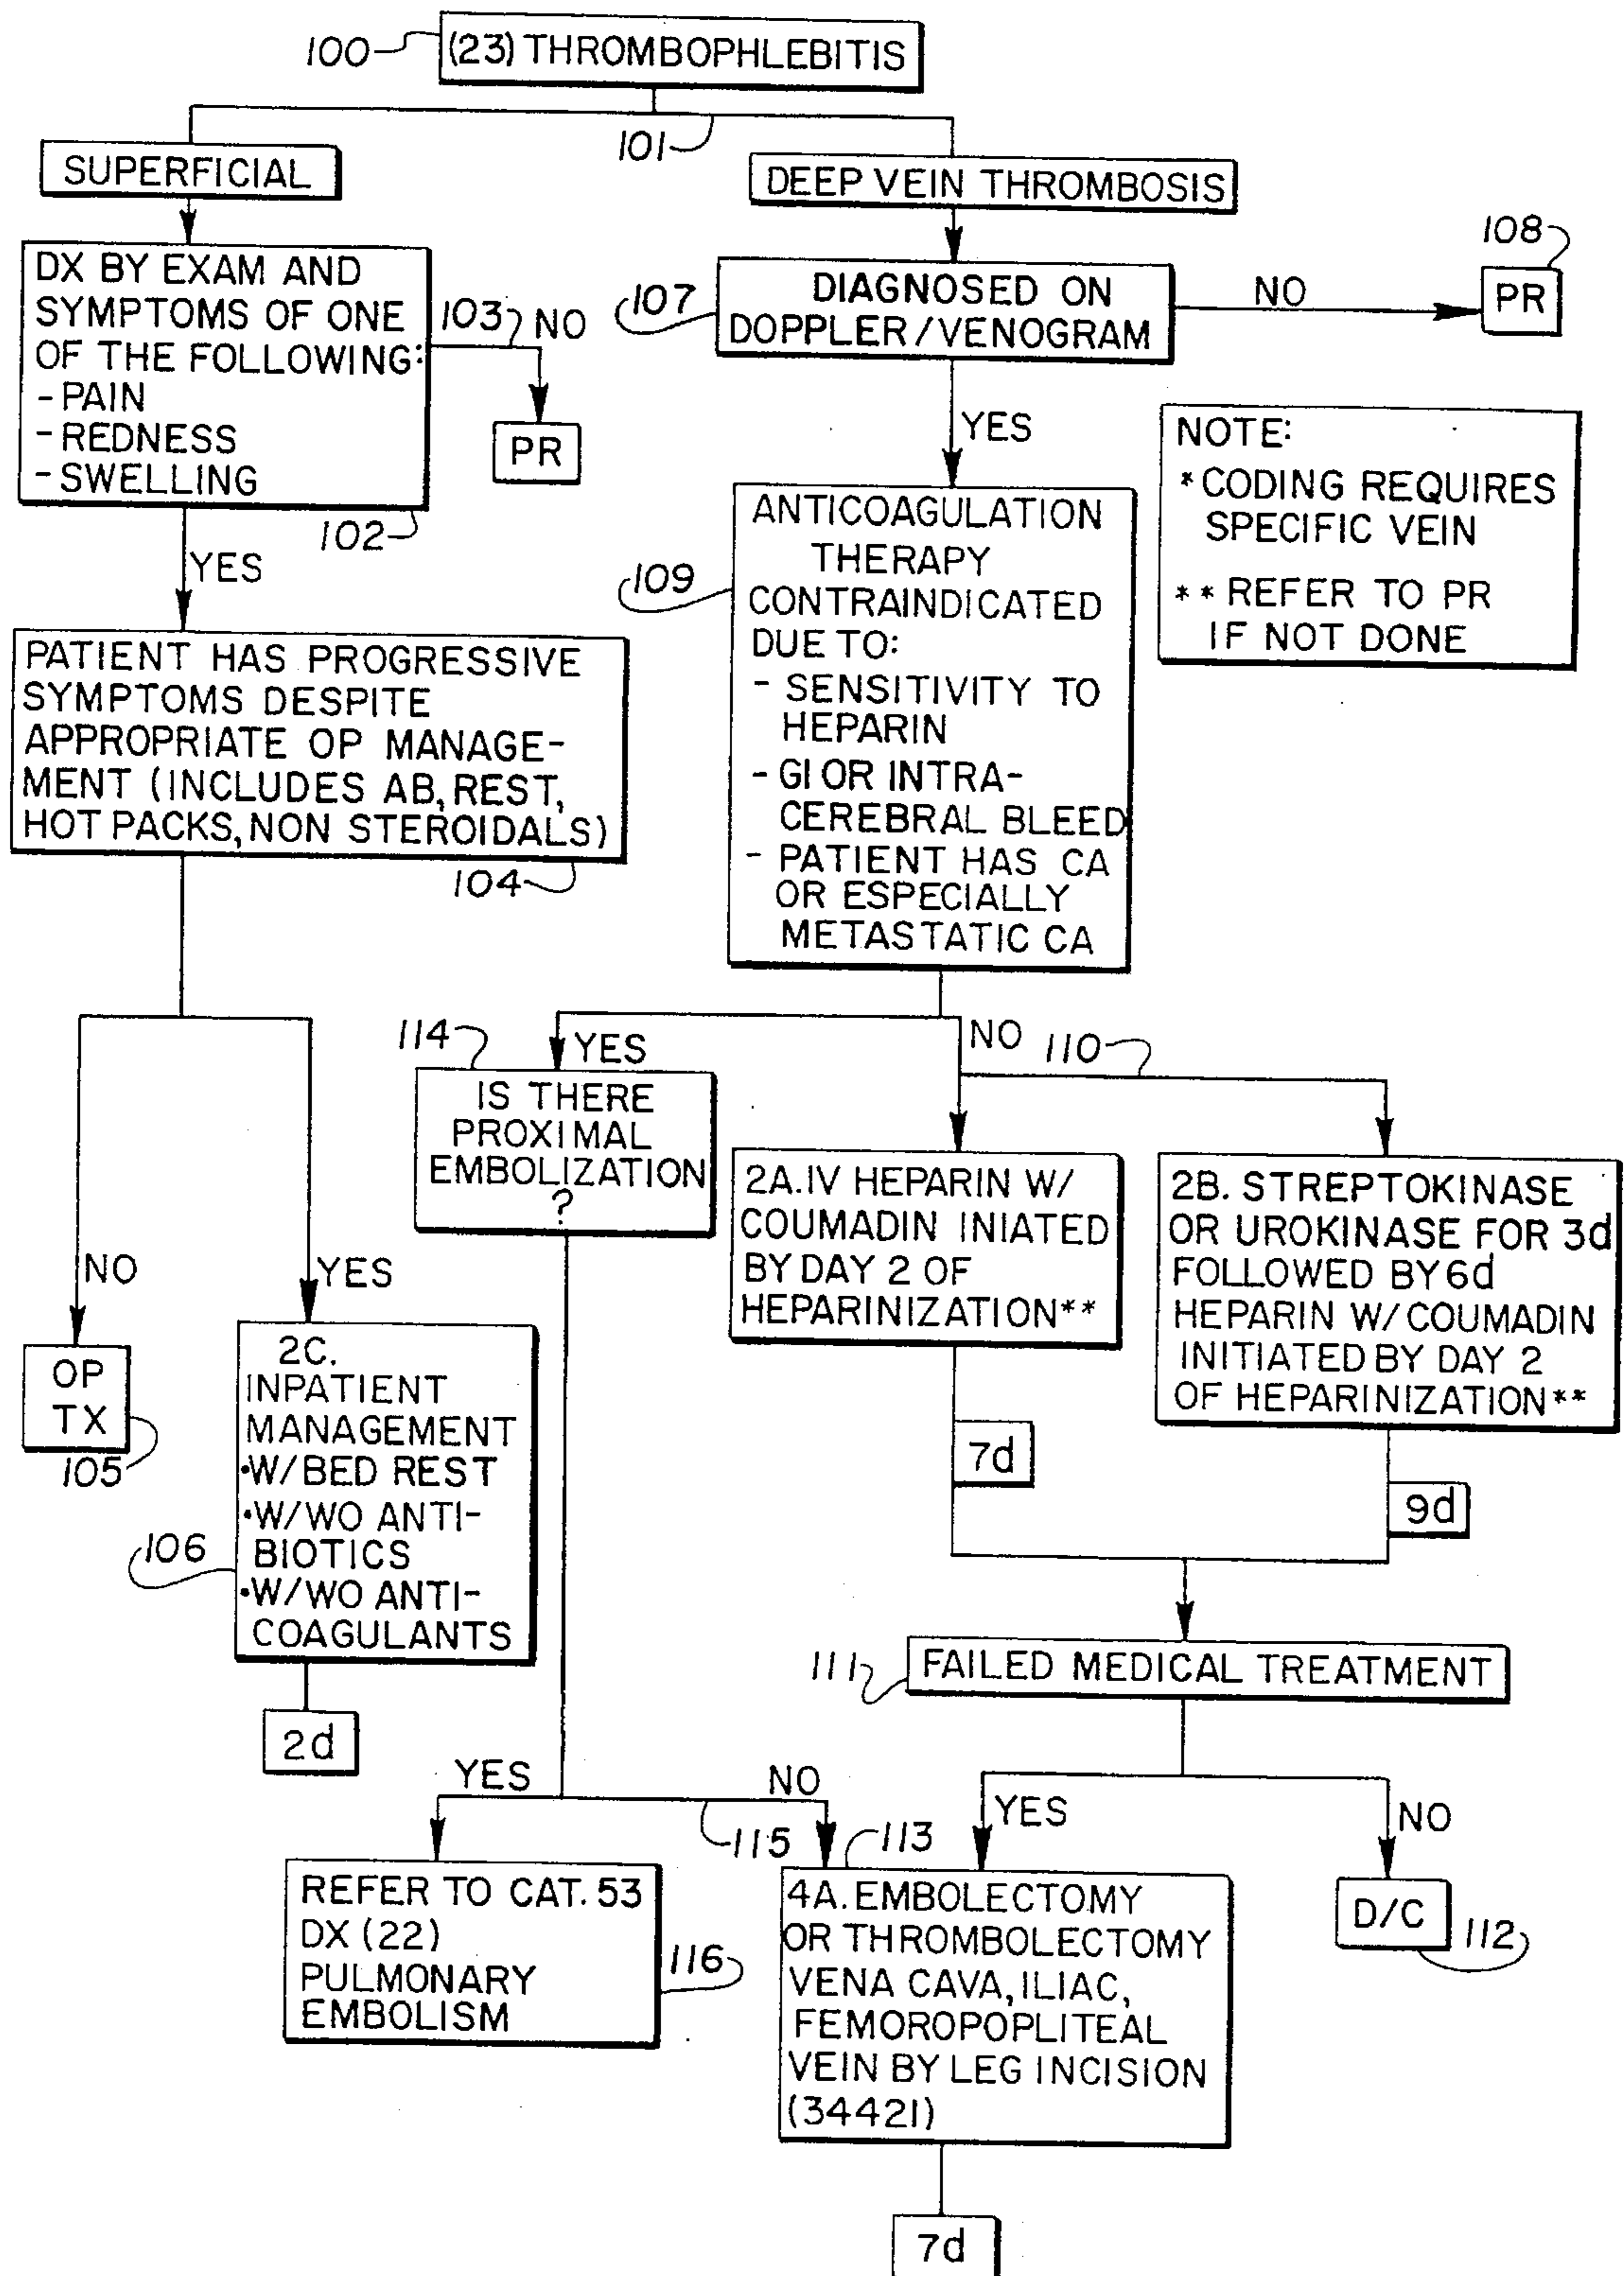 100
(23) THROMBOPHLEBITIS
101
SUPERFICIAL
DX BY EXAM AND
SYMPTOMS OF ONE
OF THE FOLLOWING:
- PAIN
- REDNESS
- SWELLING
102
103
NO
PR
YES
PATIENT HAS PROGRESSIVE
SYMPTOMS DESPITE
APPROPRIATE OP MANAGE-
MENT (INCLUDES AB, REST,
HOT PACKS, NON STEROIDALS)
104
NO
OP
TX
105
YES
2C.
INPATIENT
MANAGEMENT
•W/BED REST
•W/WO ANTI-
BIOTICS
•W/WO ANTI-
COAGULANTS
106
2d
DEEP VEIN THROMBOSIS
107
DIAGNOSED ON
DOPPLER/VENOGRAM
NO
108
PR
YES
NOTE:
* CODING REQUIRES
SPECIFIC VEIN
** REFER TO PR
IF NOT DONE
109
ANTICOAGULATION
THERAPY
CONTRAINDICATED
DUE TO:
- SENSITIVITY TO
HEPARIN
- GI OR INTRA-
CEREBRAL BLEED
- PATIENT HAS CA
OR ESPECIALLY
METASTATIC CA
114
YES
IS THERE
PROXIMAL
EMBOLIZATION
?
NO
110
2A. IV HEPARIN W/
COUMADIN INIATED
BY DAY 2 OF
HEPARINIZATION**
7d
2B. STREPTOKINASE
OR UROKINASE FOR 3d
FOLLOWED BY 6d
HEPARIN W/ COUMADIN
INITIATED BY DAY 2
OF HEPARINIZATION**
9d
111
FAILED MEDICAL TREATMENT
YES
NO
D/C
112
YES
NO
115
113
REFER TO CAT. 53
DX (22)
PULMONARY
EMBOLISM
116
4A. EMBOLECTOMY
OR THROMBOLECTOMY
VENA CAVA, ILIAC,
FEMOROPOPLITEAL
VEIN BY LEG INCISION
(34421)
7d